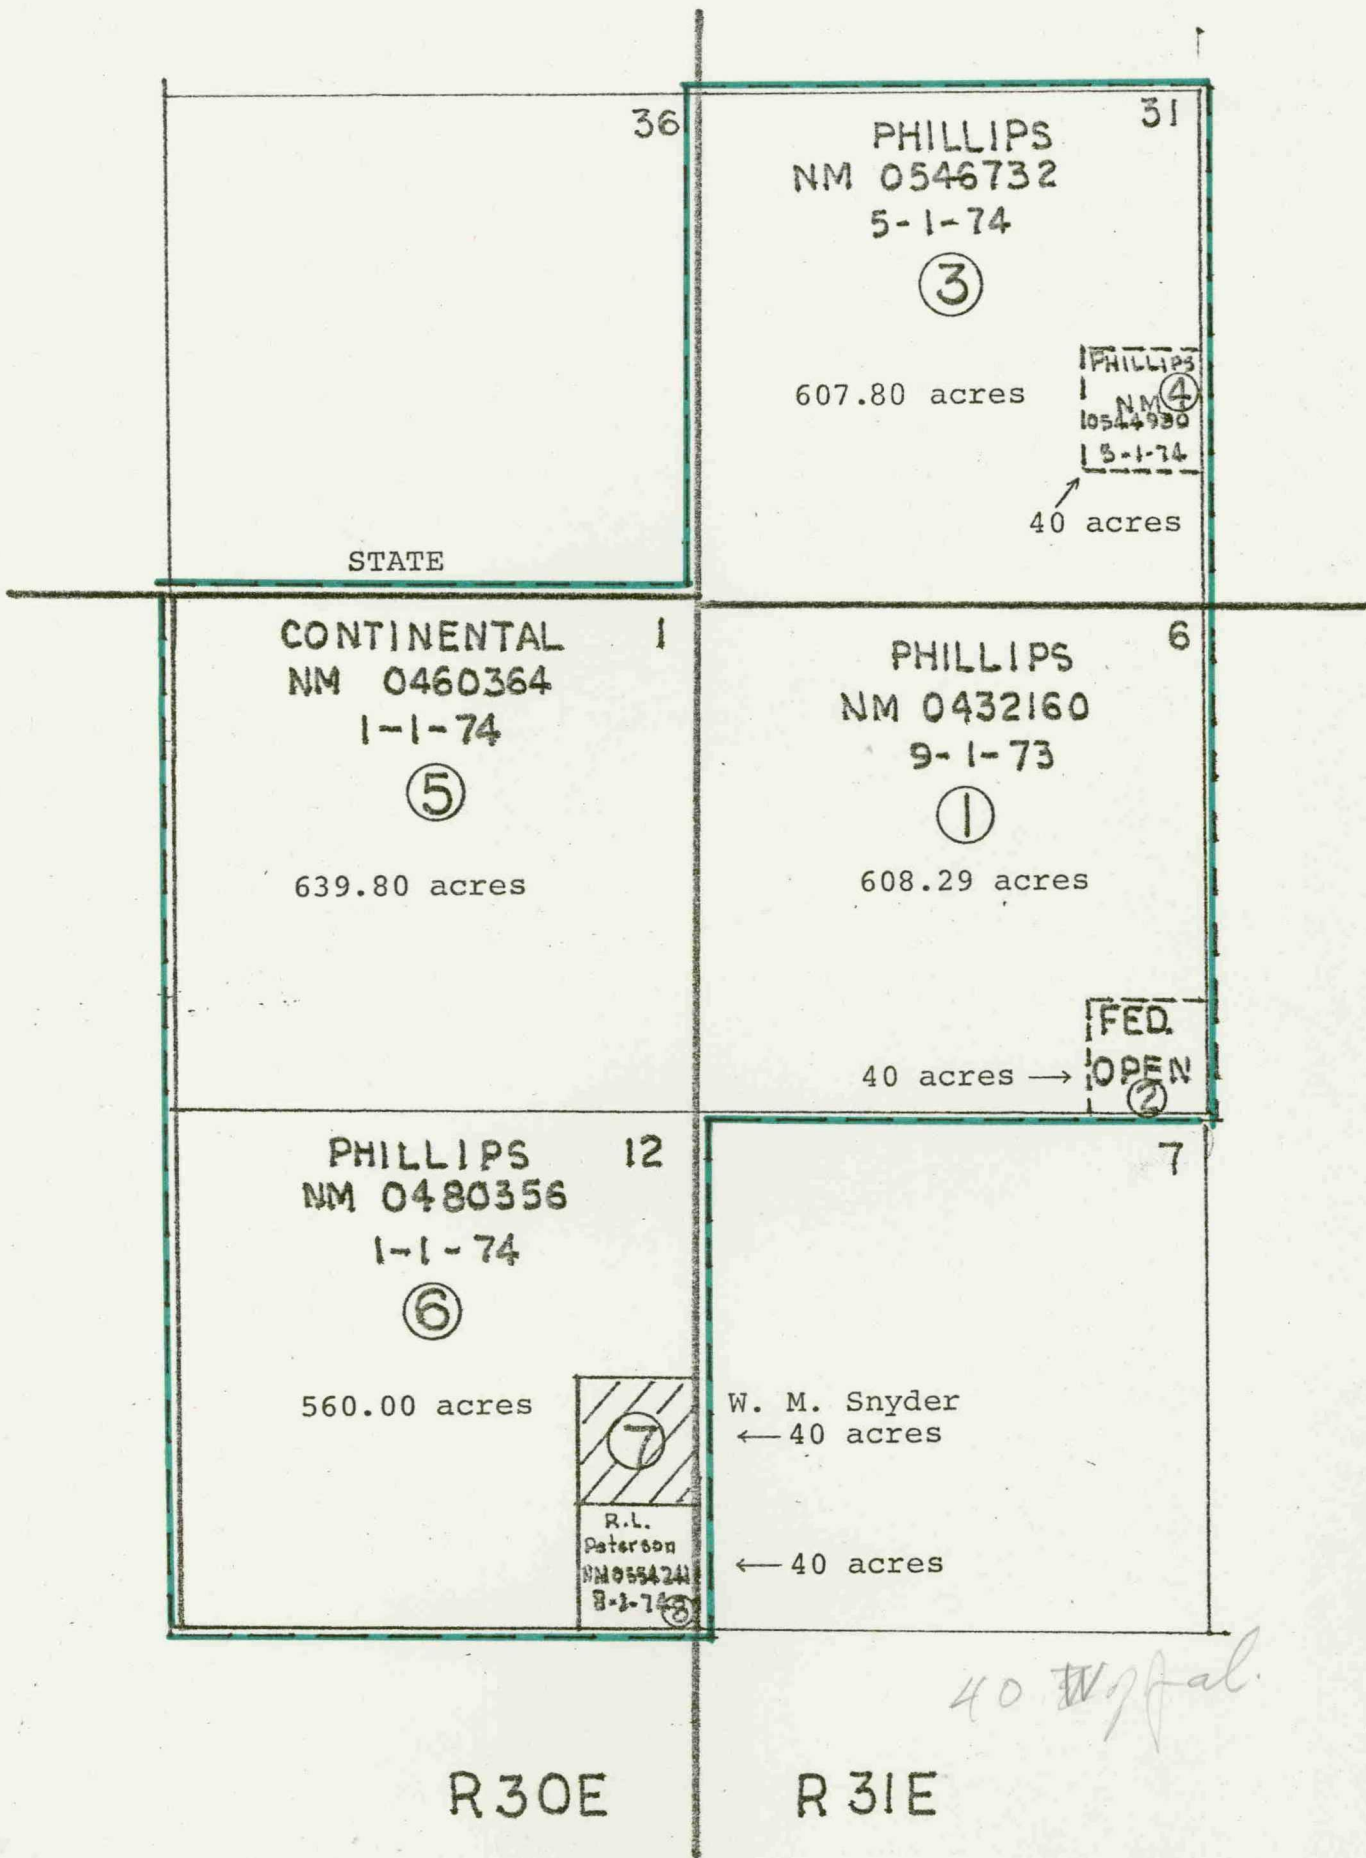 36
31
PHILLIPS
NM 0546732
5-1-74
3
607.80 acres
PHILLIPS
NM 4
0544980
40 acres
STATE
CONTINENTAL 1
NM 0460364
1-1-74
5
639.80 acres
6
PHILLIPS
NM 0432160
9-1-73
1
608.29 acres
FED.
40 acres → OPEN
2
PHILLIPS 12
NM 0480356
1-1-74
6
560.00 acres
7
7
W. M. Snyder
← 40 acres
R.L.
Peterson
← 40 acres
8
40
R30E R31E